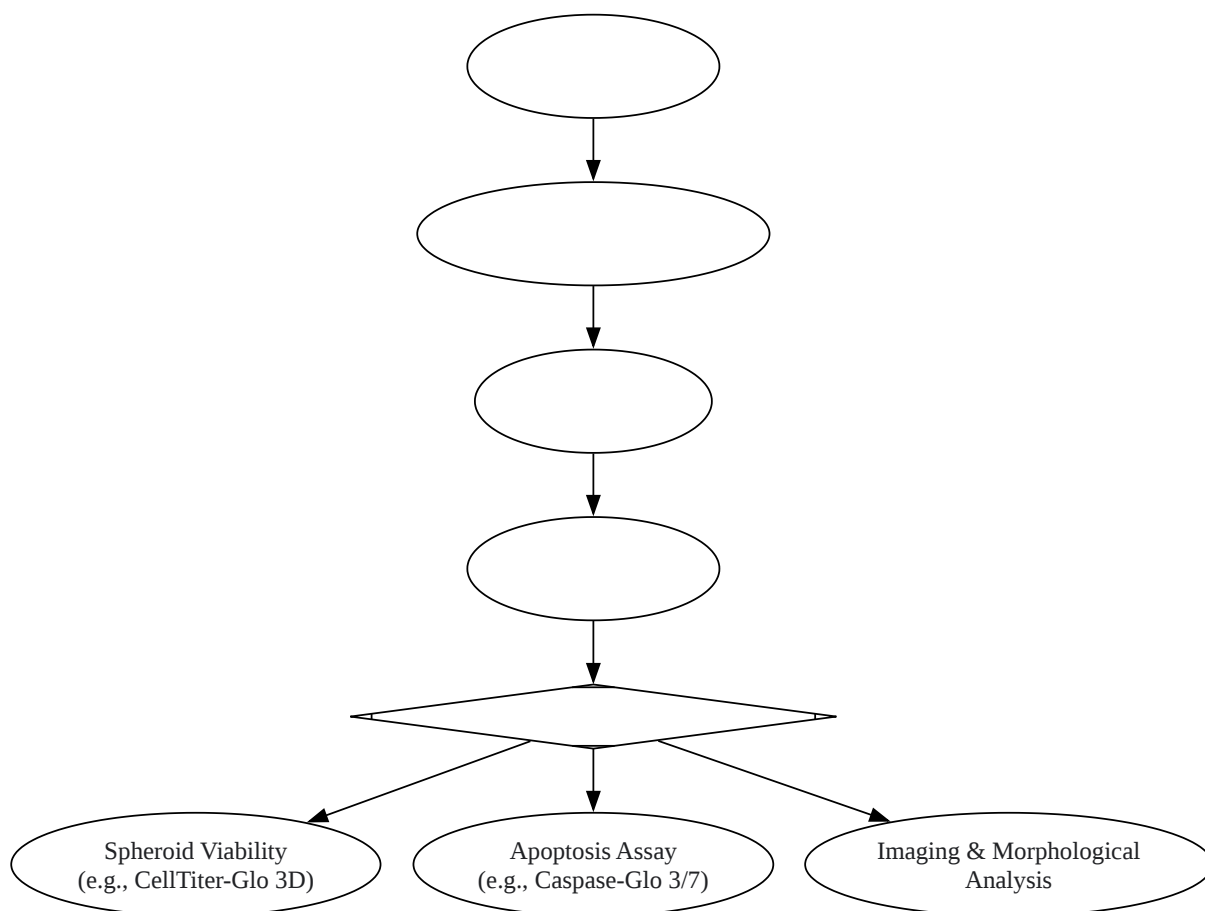 Spheroid Viability
(e.g., CellTiter-Glo 3D)
Apoptosis Assay
(e.g., Caspase-Glo 3/7)
Imaging & Morphological
Analysis